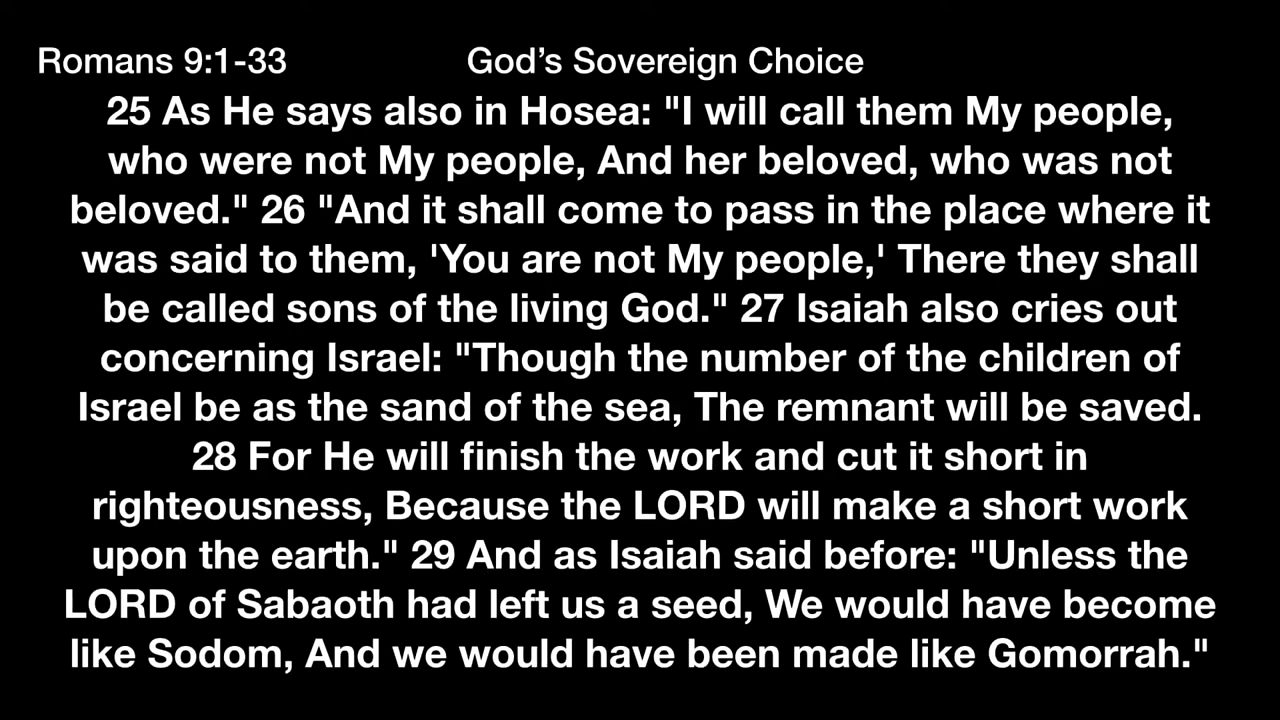 Romans 9:1-33 God’s Sovereign Choice
25 As He says also in Hosea: "I will call them My people,
who were not My people, And her beloved, who was not
beloved." 26 "And it shall come to pass in the place where it
was said to them, 'You are not My people,' There they shall
be called sons of the living God." 27 Isaiah also cries out
concerning Israel: "Though the number of the children of
Israel be as the sand of the sea, The remnant will be saved.
28 For He will finish the work and cut it short in
righteousness, Because the LORD will make a short work
upon the earth." 29 And as Isaiah said before: "Unless the
LORD of Sabaoth had left us a seed, We would have become
like Sodom, And we would have been made like Gomorrah."